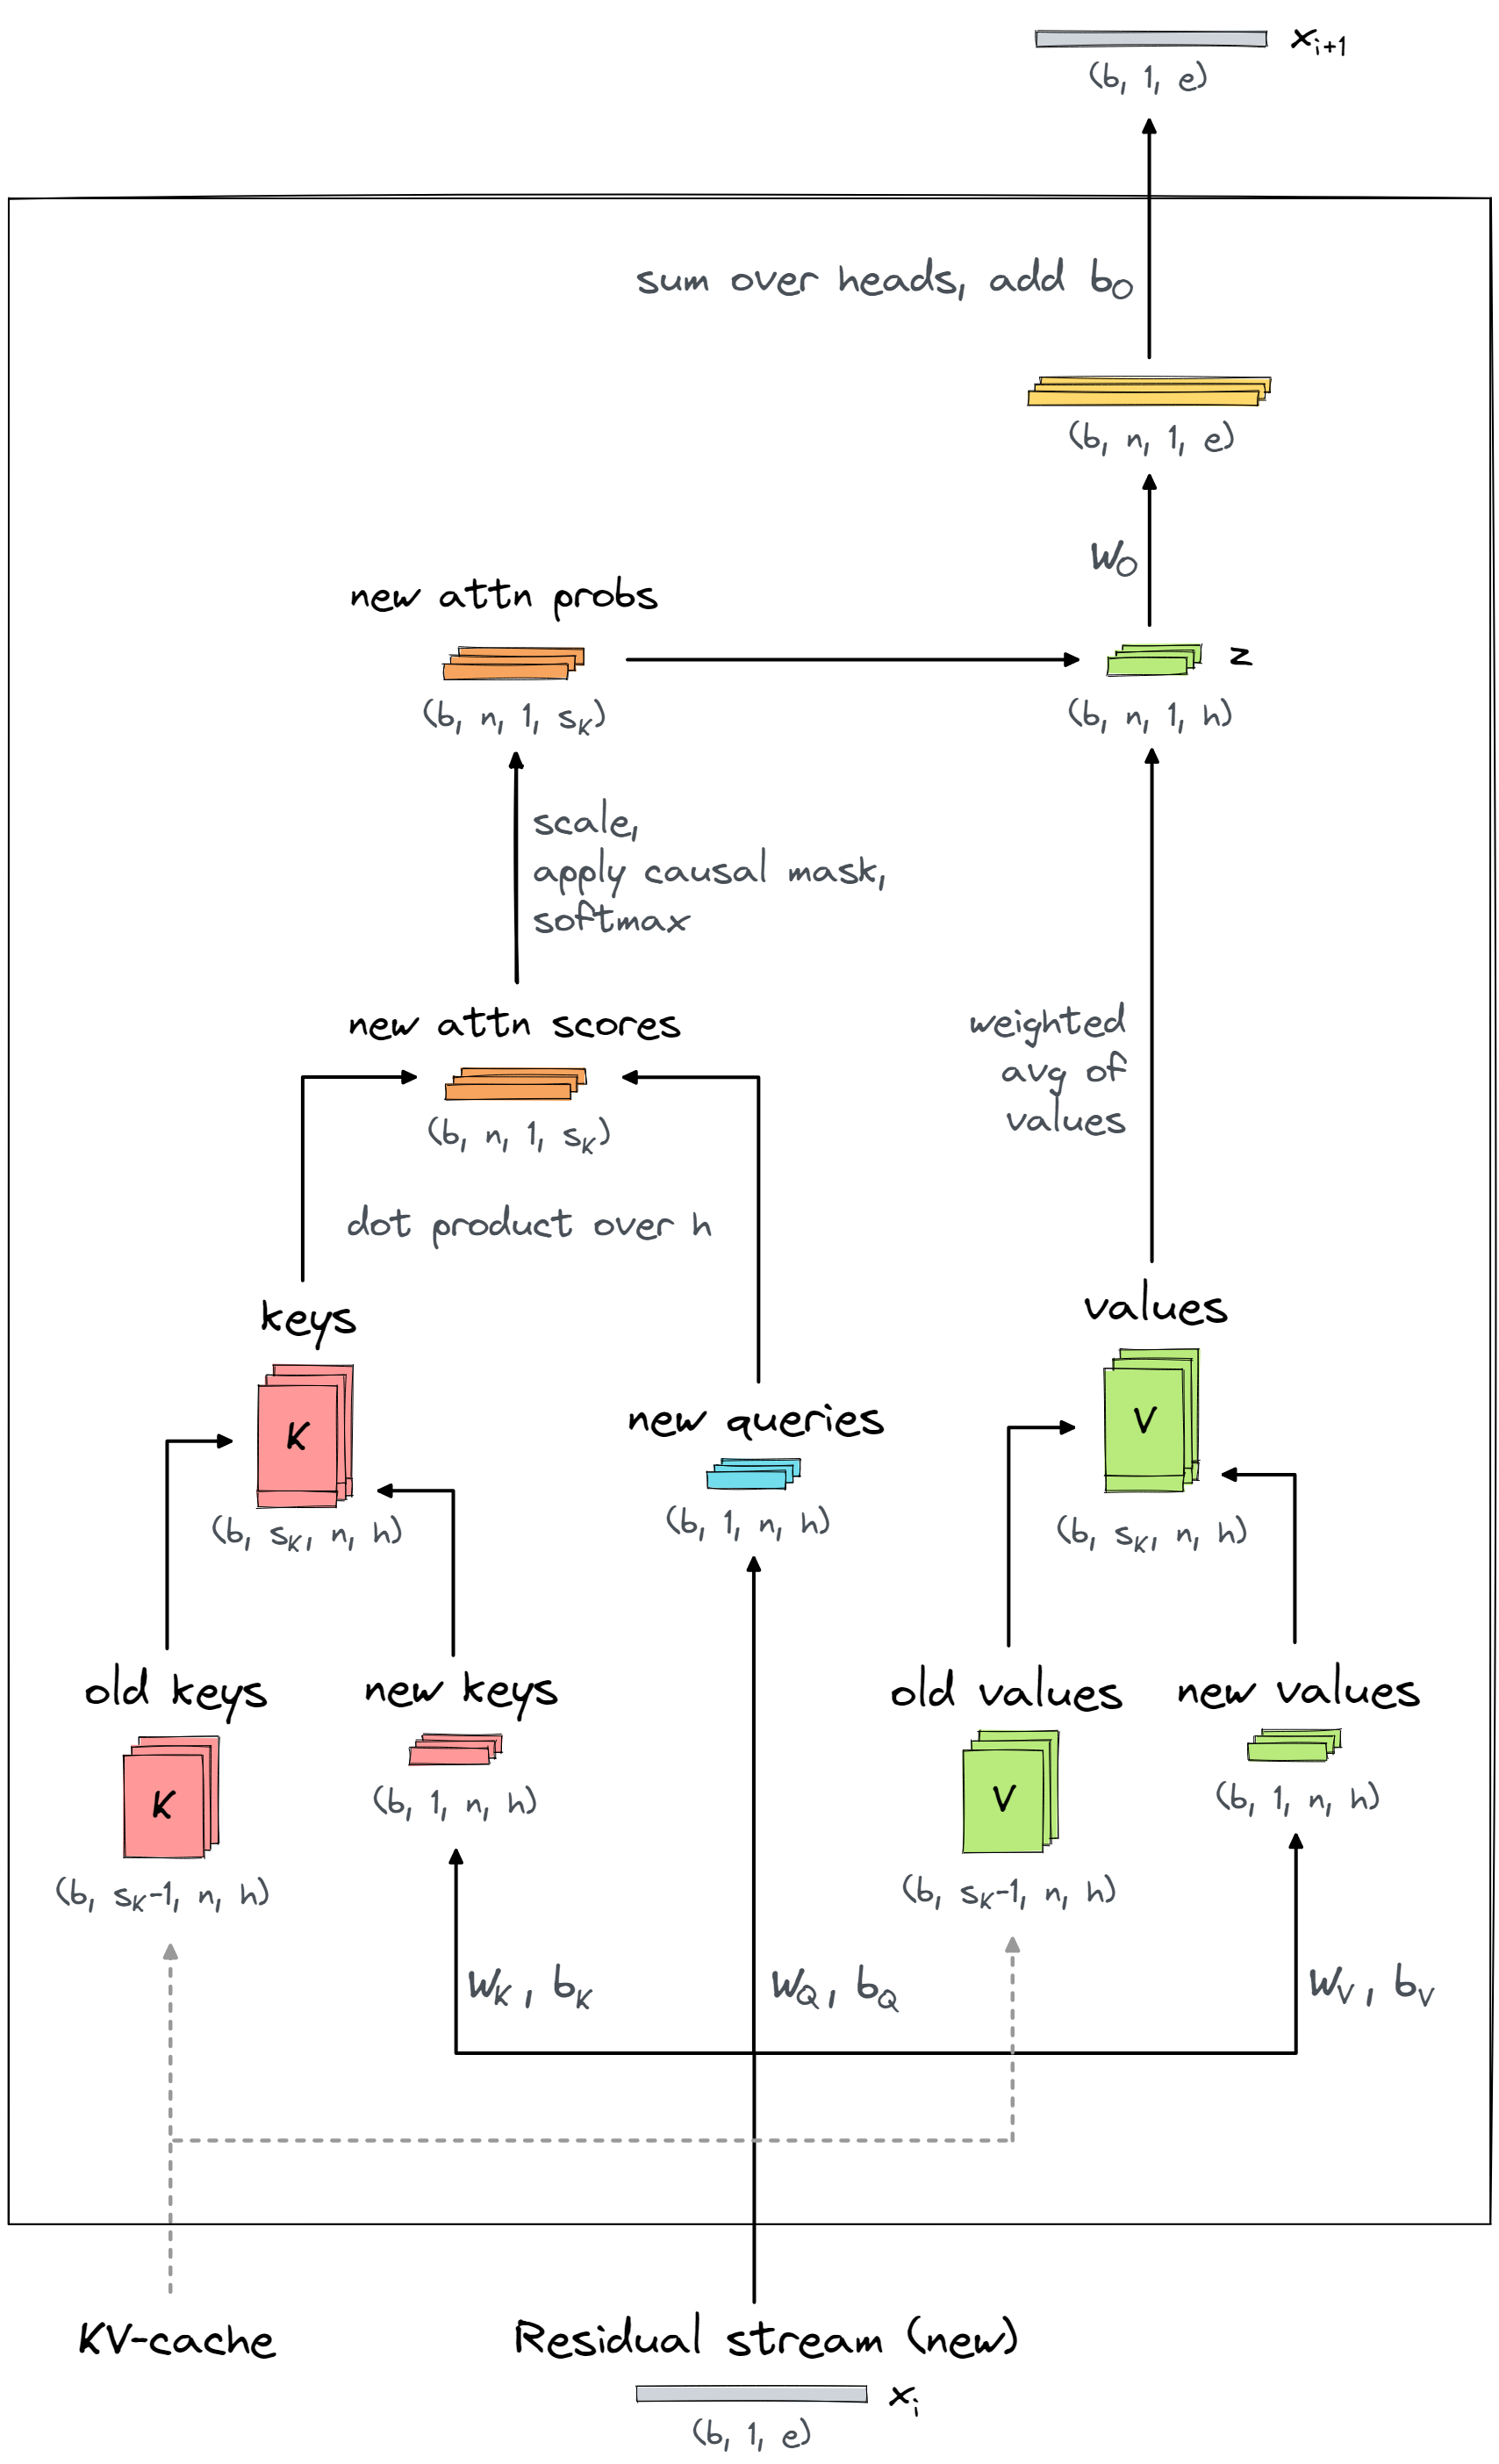 x_{i+1}
(b, 1, e)
sum over heads, add b_O
(b, n, 1, e)
W_O
new attn probs
z
(b, n, 1, s_K)
(b, n, 1, h)
scale,
apply causal mask,
softmax
new attn scores
weighted
avg of
values
(b, n, 1, s_K)
dot product over h
keys
values
K
V
new queries
(b, s_K, n, h)
(b, 1, n, h)
(b, s_K, n, h)
old keys
new keys
old values
new values
K
V
(b, 1, n, h)
(b, 1, n, h)
(b, s_K-1, n, h)
(b, s_K-1, n, h)
W_K, b_K
W_Q, b_Q
W_V, b_V
KV-cache
Residual stream (new)
x_i
(b, 1, e)